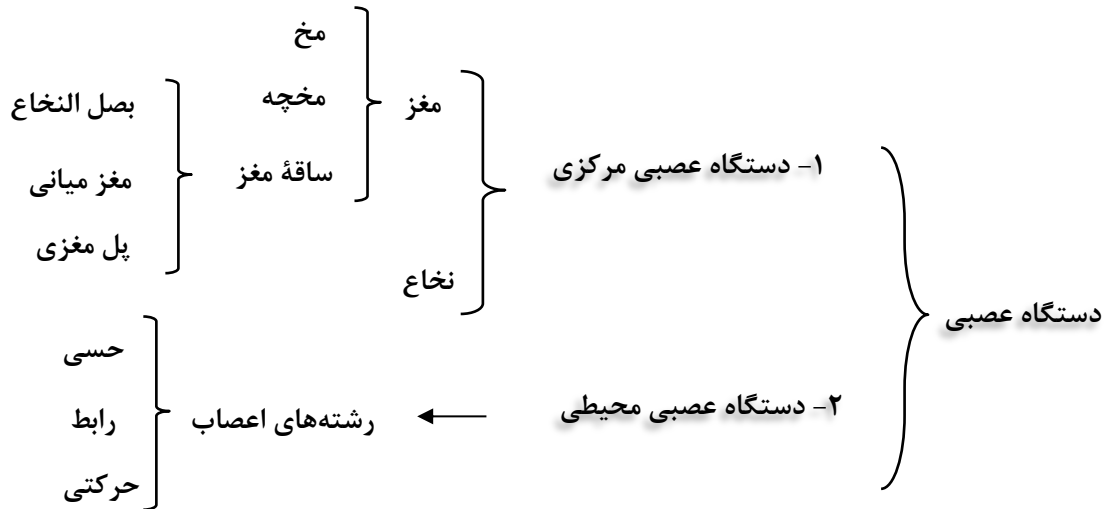 دستگاه عصبی
۱- دستگاه عصبی مرکزی
مغز
مخ
مخچه
ساقهٔ مغز
بصل النخاع
مغز میانی
پل مغزی
نخاع
۲- دستگاه عصبی محیطی
رشته‌های اعصاب
حسی
رابط
حرکتی